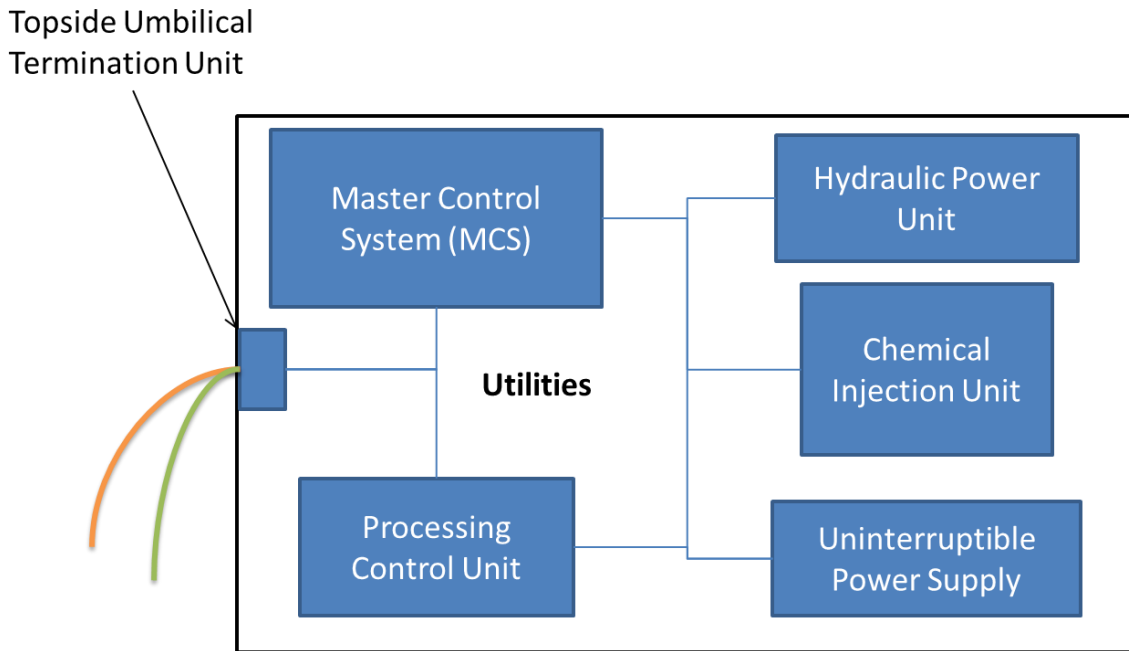 Topside Umbilical
Termination Unit
Master Control
System (MCS)
Hydraulic Power
Unit
Chemical
Injection Unit
Utilities
Processing
Control Unit
Uninterruptible
Power Supply